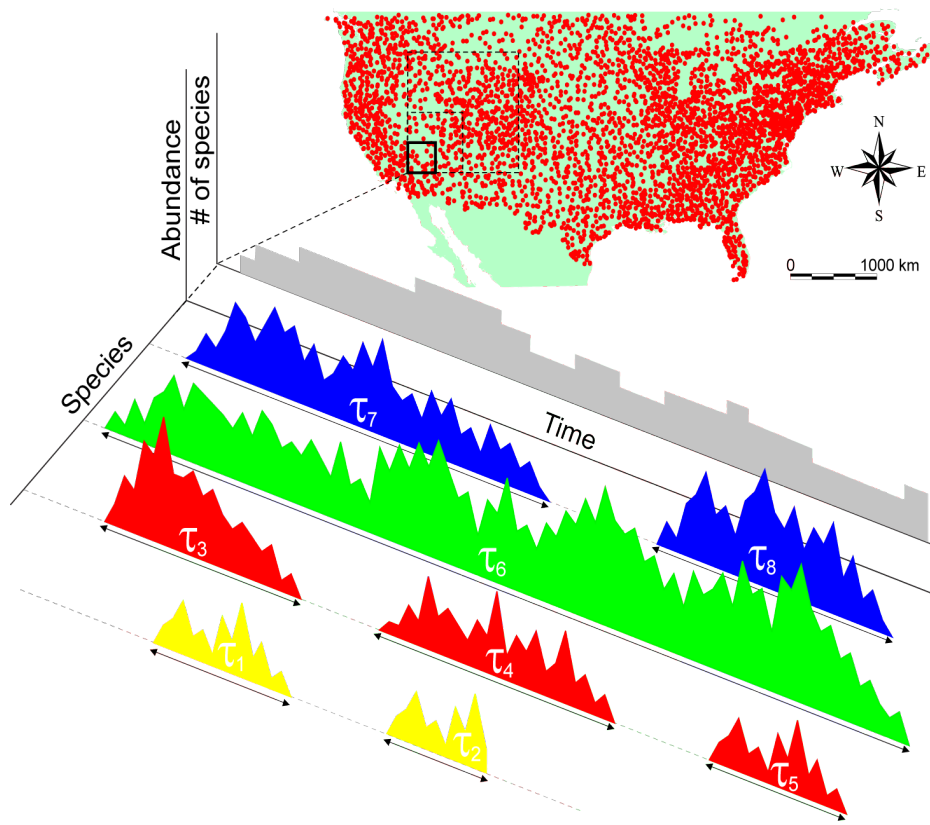 N
W E
S
0 1000 km
Abundance
# of species
Species
Time
τ7
τ8
τ6
τ3
τ4
τ1
τ2
τ5